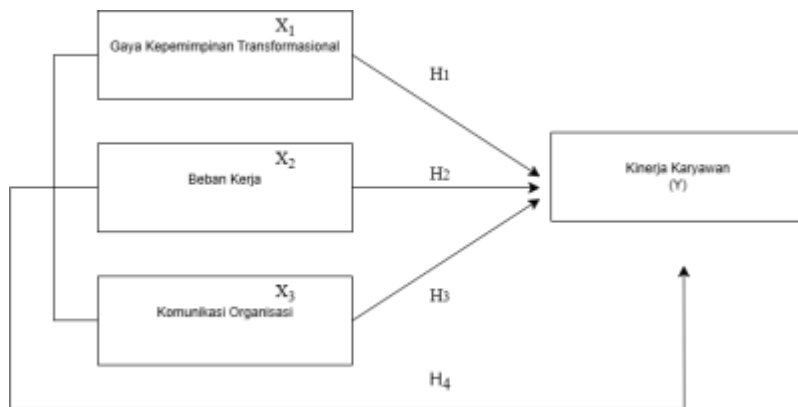 X₁
Gaya Kepemimpinan Transformasional
H1
X₂
Beban Kerja
H2
Kinerja Karyawan
(Y)
X₃
Komunikasi Organisasi
H3
H₄